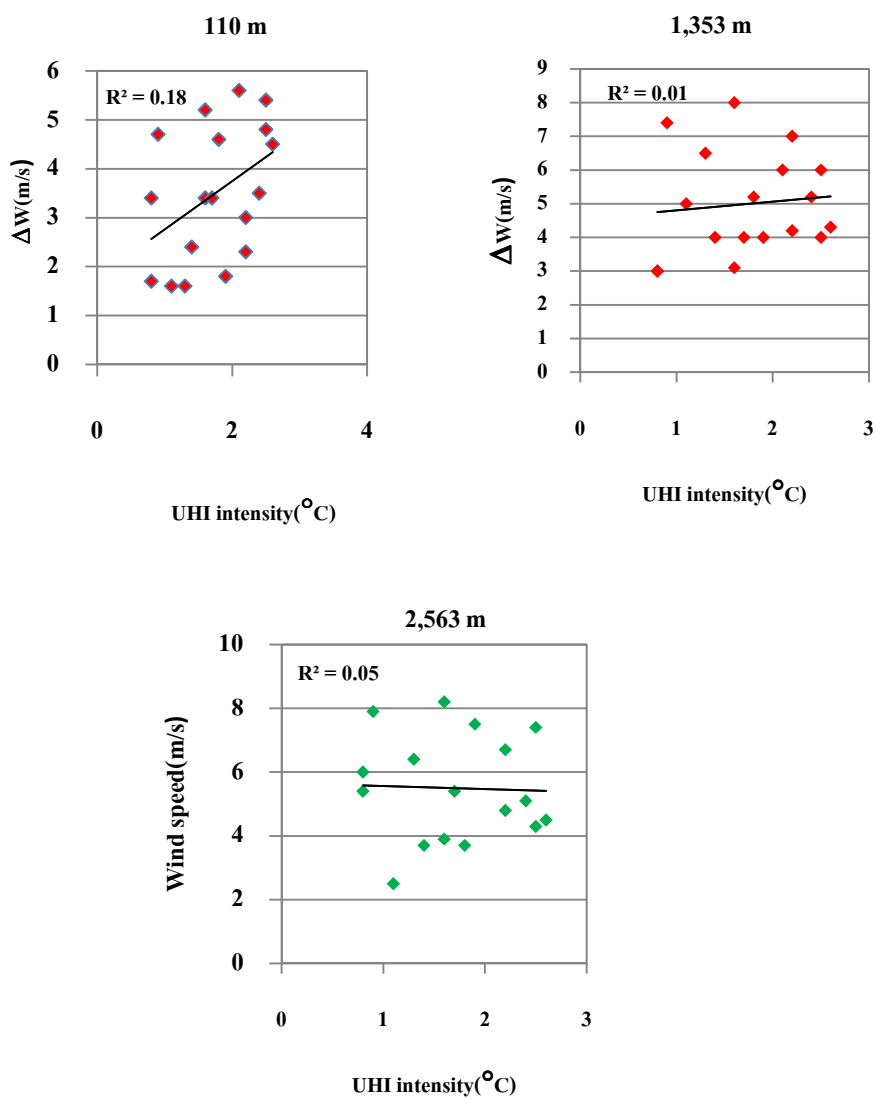 110 m
R² = 0.18
6
5
4
3
2
1
0
ΔW(m/s)
0 2 4
UHI intensity(°C)
1,353 m
R² = 0.01
9
8
7
6
5
4
3
2
1
0
ΔW(m/s)
0 1 2 3
UHI intensity(°C)
2,563 m
R² = 0.05
10
8
6
4
2
0
Wind speed(m/s)
0 1 2 3
UHI intensity(°C)